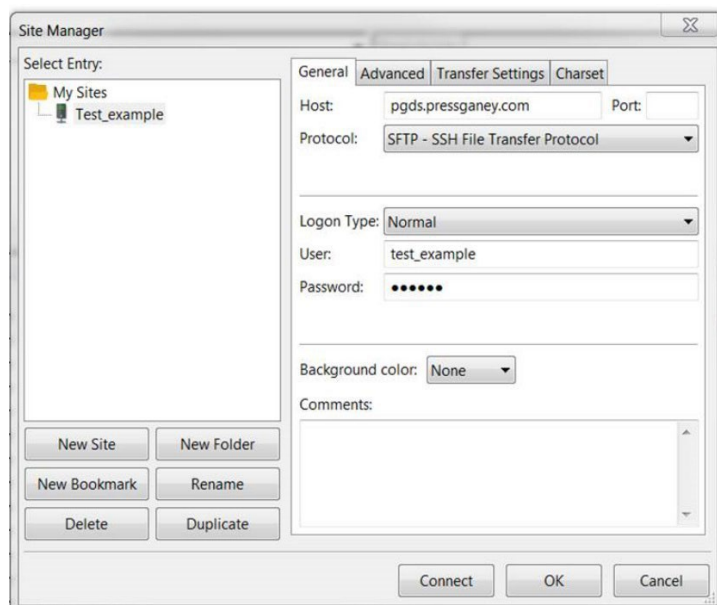 Site Manager
Select Entry:
My Sites
Test_example
New Site New Folder
New Bookmark Rename
Delete Duplicate
General Advanced Transfer Settings Charset
Host: pgds.pressganey.com Port:
Protocol: SFTP - SSH File Transfer Protocol
Logon Type: Normal
User: test_example
Password: ●●●●●●
Background color: None
Comments:
Connect OK Cancel